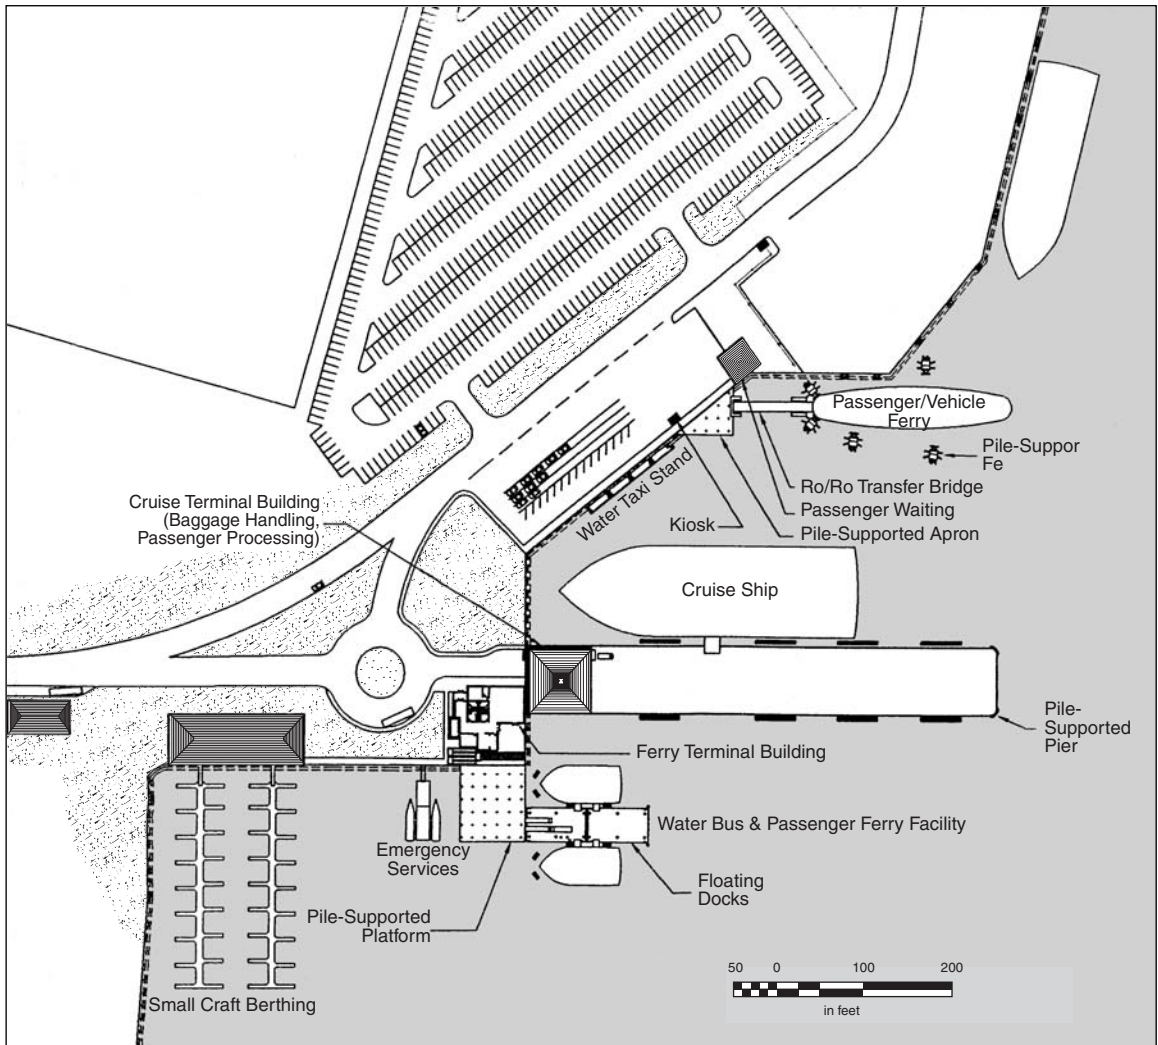 Passenger/Vehicle
Ferry
Pile-Suppor
Fe
Ro/Ro Transfer Bridge
Passenger Waiting
Pile-Supported Apron
Kiosk
Water Taxi Stand
Cruise Terminal Building
(Baggage Handling,
Passenger Processing)
Cruise Ship
Pile-
Supported
Pier
Ferry Terminal Building
Water Bus & Passenger Ferry Facility
Emergency
Services
Floating
Docks
Pile-Supported
Platform
Small Craft Berthing
50 0 100 200
in feet